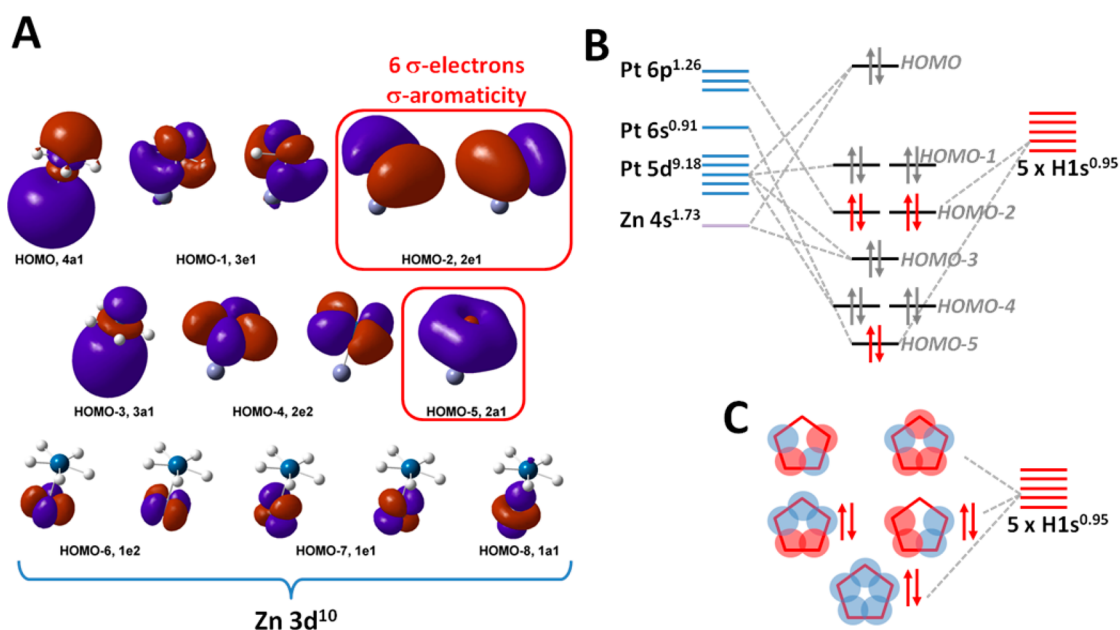 A
6 σ-electrons
σ-aromaticity
HOMO, 4a1
HOMO-1, 3e1
HOMO-2, 2e1
HOMO-3, 3a1
HOMO-4, 2e2
HOMO-5, 2a1
HOMO-6, 1e2
HOMO-7, 1e1
HOMO-8, 1a1
Zn 3d10
B
Pt 6p1.26
Pt 6s0.91
Pt 5d9.18
Zn 4s1.73
HOMO
HOMO-1
HOMO-2
HOMO-3
HOMO-4
HOMO-5
5 x H1s0.95
C
5 x H1s0.95